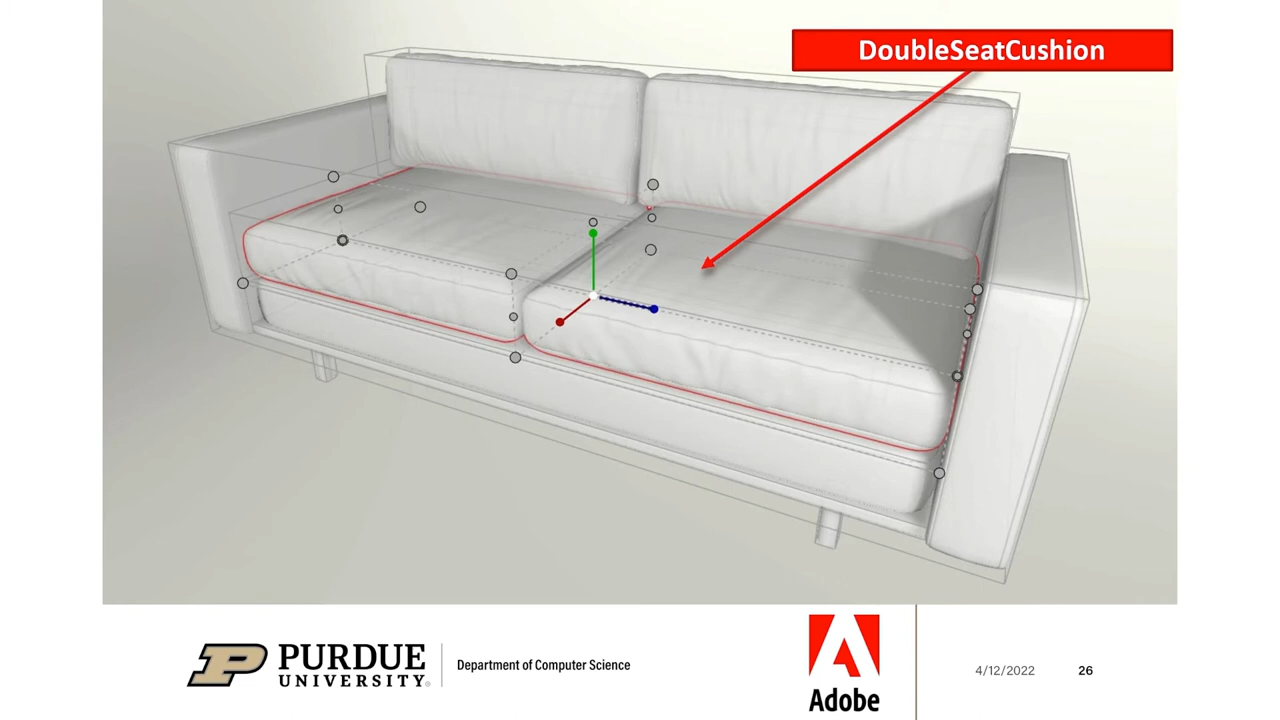 DoubleSeatCushion
PURDUE
UNIVERSITY®
Department of Computer Science
Adobe
4/12/2022
26